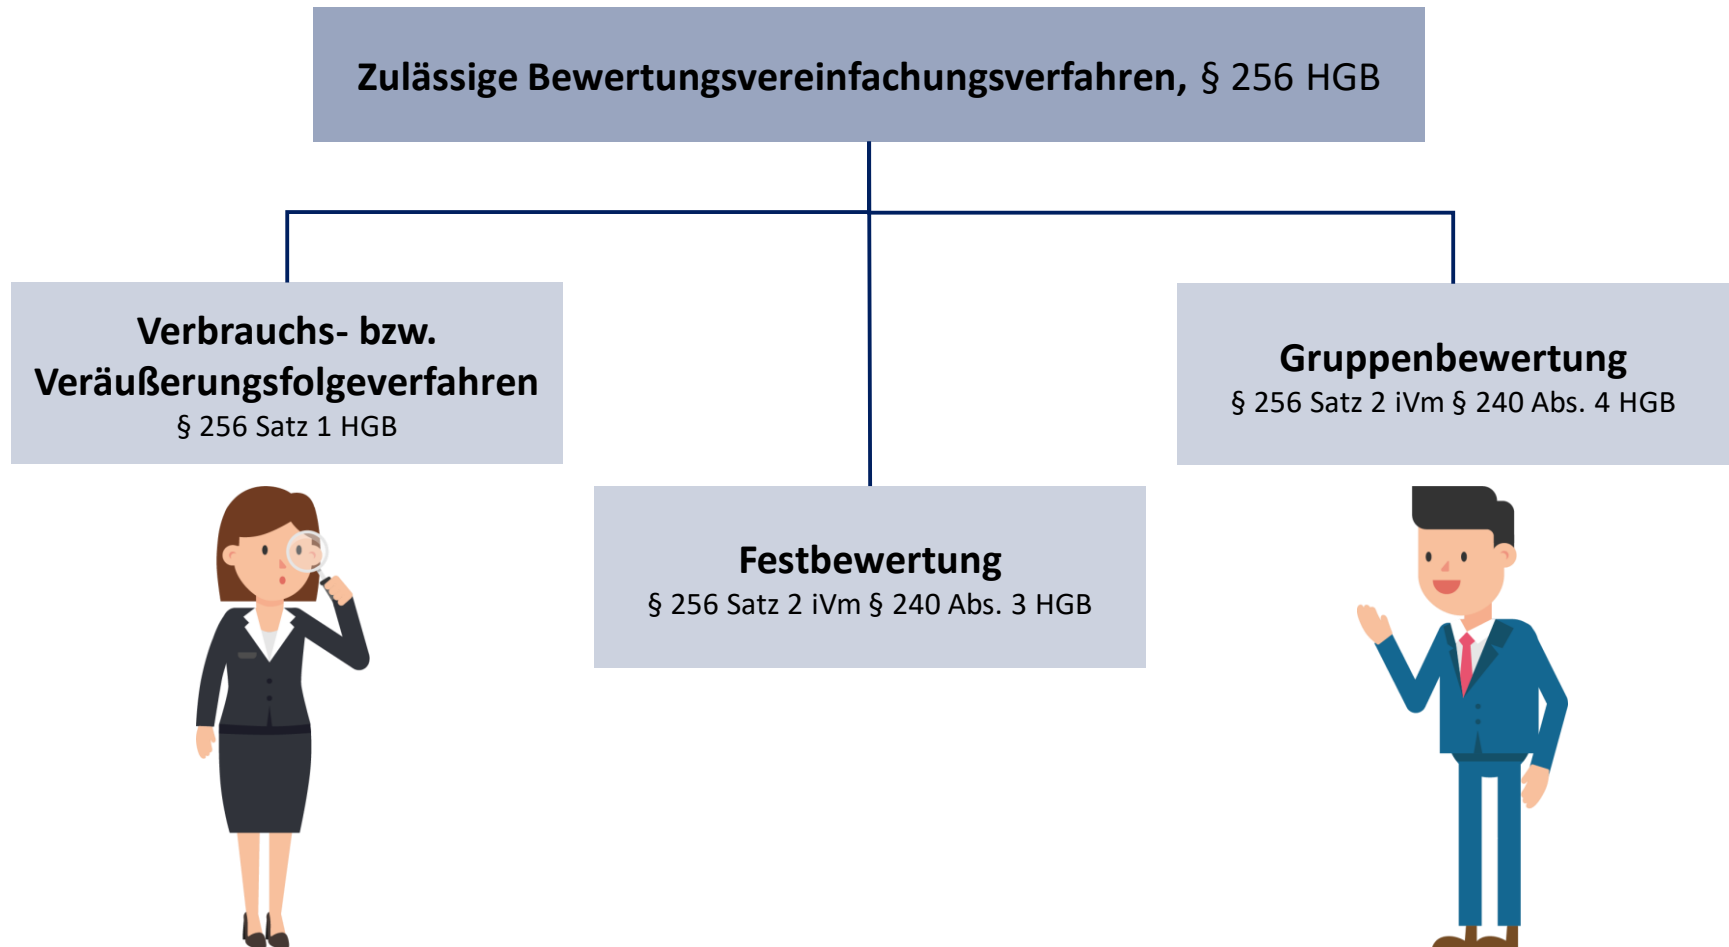 Zulässige Bewertungsvereinfachungsverfahren, § 256 HGB
Verbrauchs- bzw.
Veräußerungsfolgeverfahren
§ 256 Satz 1 HGB
Festbewertung
§ 256 Satz 2 iVm § 240 Abs. 3 HGB
Gruppenbewertung
§ 256 Satz 2 iVm § 240 Abs. 4 HGB